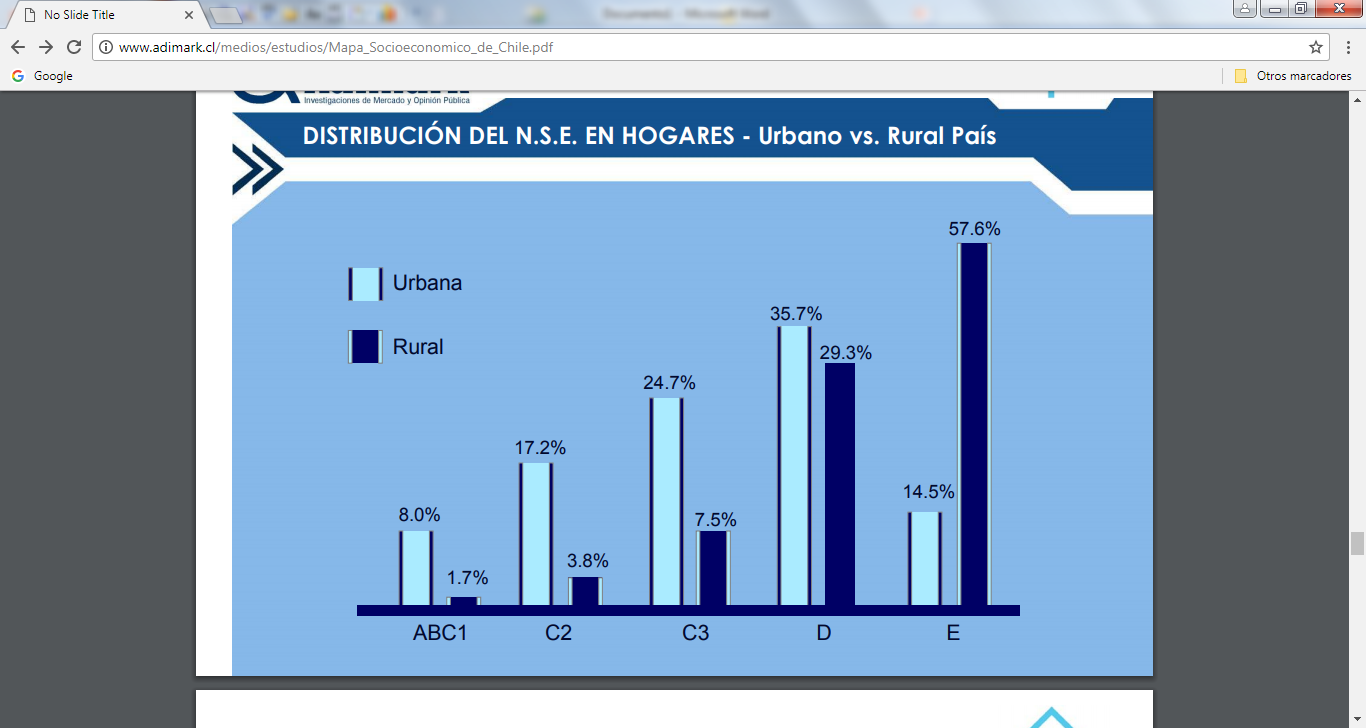 No Slide Title
www.adimark.cl/medios/estudios/Mapa_Socioeconomico_de_Chile.pdf
Google
Otros marcadores
Investigaciones de Mercado y Opinión Pública
DISTRIBUCIÓN DEL N.S.E. EN HOGARES - Urbano vs. Rural País
Urbana
Rural
57.6%
35.7%
29.3%
24.7%
17.2%
14.5%
8.0%
7.5%
3.8%
1.7%
ABC1 C2 C3 D E